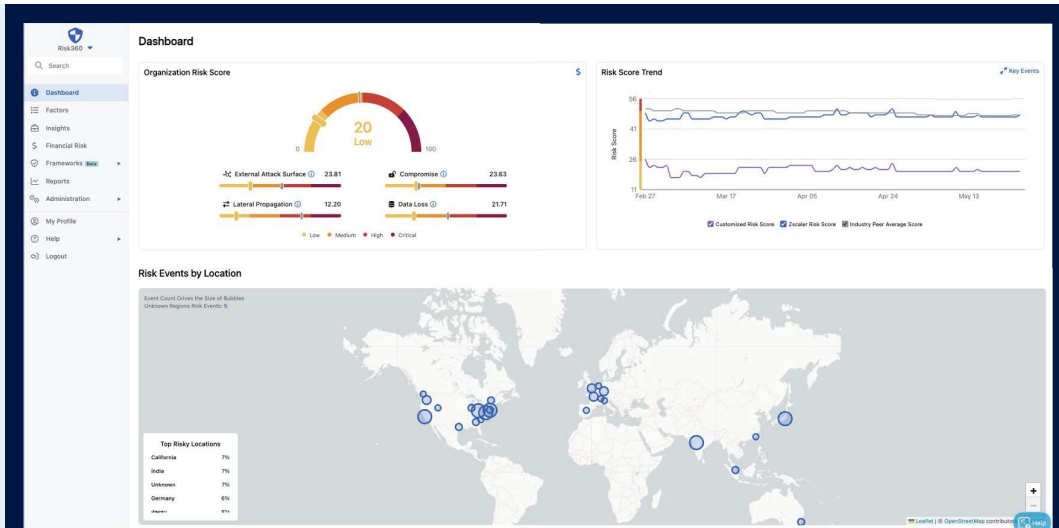 Risk360
Search
Dashboard
Factors
Insights
Financial Risk
Frameworks Beta
Reports
Administration
My Profile
Help
Logout
Dashboard
Organization Risk Score
$
20
Low
0
100
External Attack Surface 23.81
Compromise 23.63
Lateral Propagation 12.20
Data Loss 21.71
Low Medium High Critical
Risk Score Trend
Key Events
Risk Score
56
41
26
11
Feb 27 Mar 17 Apr 05 Apr 24 May 13
Customized Risk Score Zscaler Risk Score Industry Peer Average Score
Risk Events by Location
Event Count Drives the Size of Bubbles
Unknown Regions Risk Events: 5
Top Risky Locations
California 7%
India 7%
Unknown 7%
Germany 6%
+
−
Leaflet | © OpenStreetMap contributors
Help